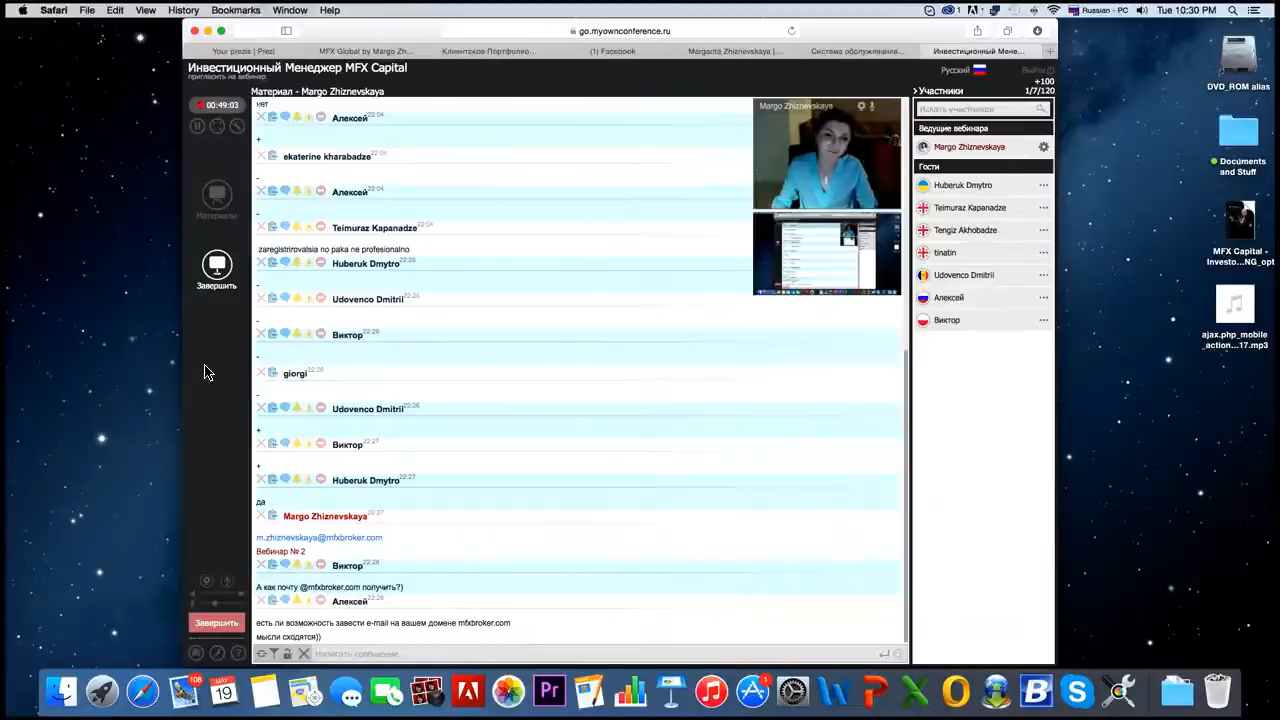 Safari File Edit View History Bookmarks Window Help
1 Russian - PC Tue 10:30 PM
go.myownconference.ru
Your prezis | Prezi
MFX Global by Margo Zh...
Клиентское Портфолио...
(1) Facebook
Margarita Zhiznevskaya |...
Система обслуживания...
Инвестиционный Мене...
Инвестиционный Менеджер MFX Capital
пригласить на вебинар
Русский
Выйти
+100
1/7/120
00:49:03
Материал - Margo Zhiznevskaya
Участники
Искать участников
нет
Алексей 22:04
+
ekaterine kharabadze 22:04
-
Алексей 22:04
-
Teimuraz Kapanadze 22:04
zaregistrirovalsia no paka ne profesionalno
Huberuk Dmytro 22:26
-
Udovenco Dmitrii 22:26
-
Виктор 22:26
-
giorgi 22:26
-
Udovenco Dmitrii 22:26
+
Виктор 22:27
+
Huberuk Dmytro 22:27
да
Margo Zhiznevskaya 22:27
m.zhiznevskaya@mfxbroker.com
Вебинар № 2
Виктор 22:28
А как почту @mfxbroker.com получить?)
Алексей 22:28
есть ли возможность завести e-mail на вашем домене mfxbroker.com
мысли сходятся))
Написать сообщение...
Margo Zhiznevskaya
Ведущие вебинара
Margo Zhiznevskaya
Гости
Huberuk Dmytro
Teimuraz Kapanadze
Tengiz Akhobadze
tinatin
Udovenco Dmitrii
Алексей
Виктор
Материалы
Завершить
Завершить
DVD_ROM alias
Documents
and Stuff
MFX Capital -
Investo...NG_opt
ajax.php_mobile
_action...17.mp3
108
MAY
19
Pr
1